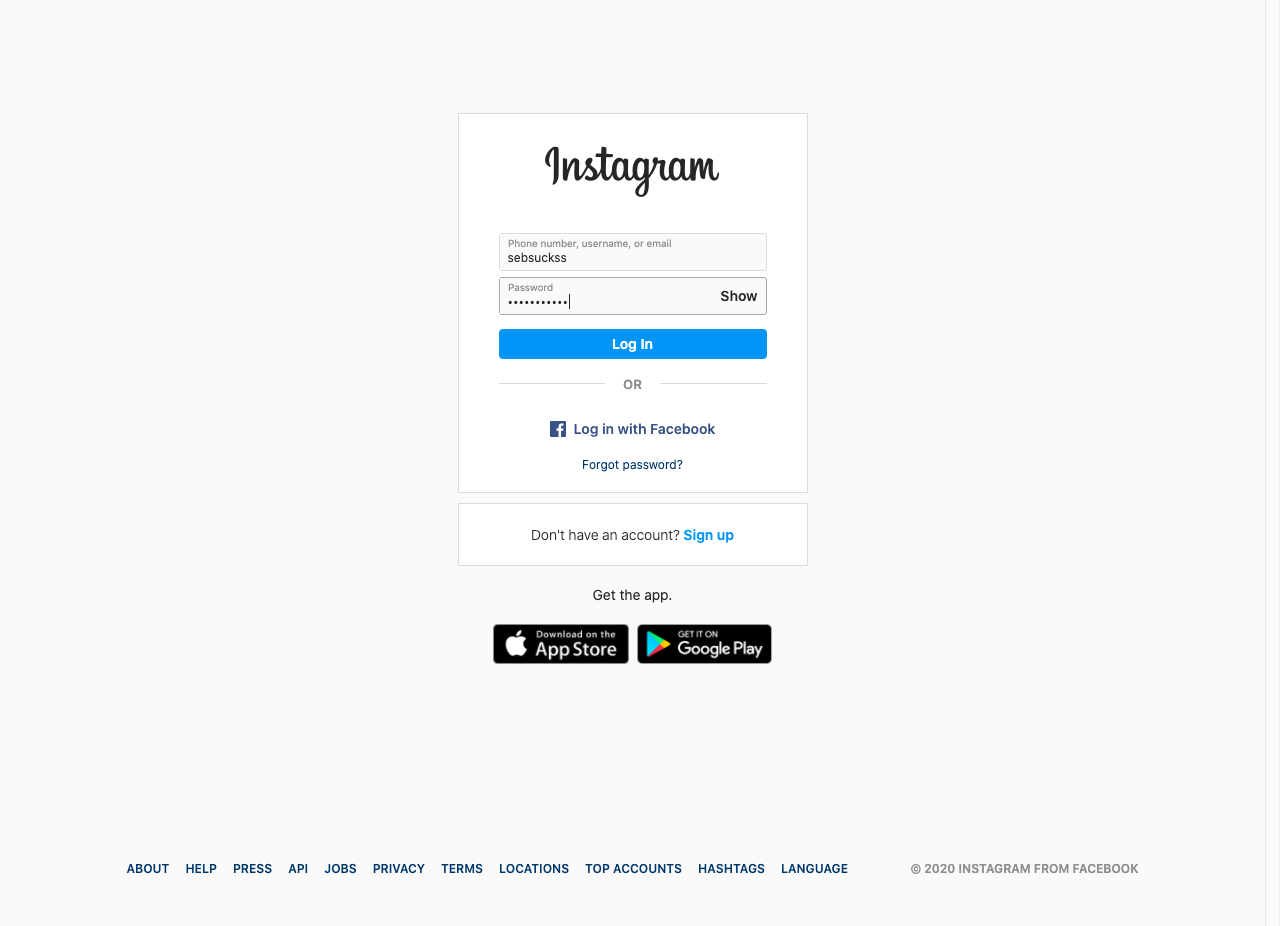 Instagram
Phone number, username, or email
sebsuckss
Password
••••••••••• Show
Log In
OR
Log in with Facebook
Forgot password?
Don't have an account? Sign up
Get the app.
Download on the App Store
GET IT ON Google Play
ABOUT HELP PRESS API JOBS PRIVACY TERMS LOCATIONS TOP ACCOUNTS HASHTAGS LANGUAGE © 2020 INSTAGRAM FROM FACEBOOK